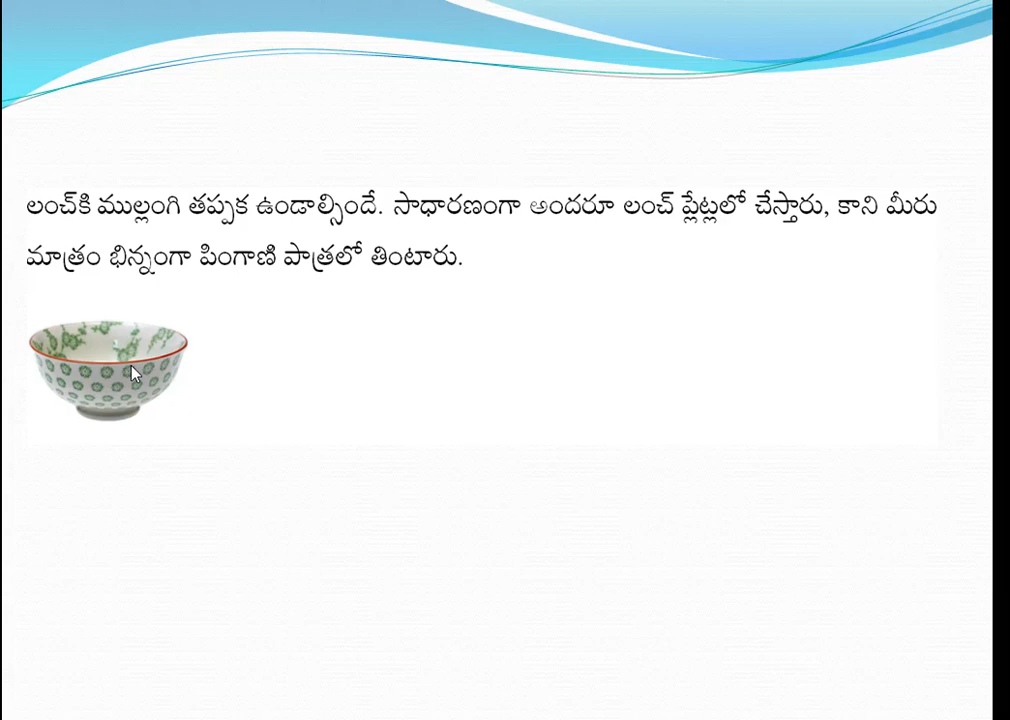 లంచ్‌కి ముల్లంగి తప్పక ఉండాల్సిందే. సాధారణంగా అందరూ లంచ్ ప్లేట్లలో చేస్తారు, కాని మీరు
మాత్రం భిన్నంగా పింగాణి పాత్రలో తింటారు.